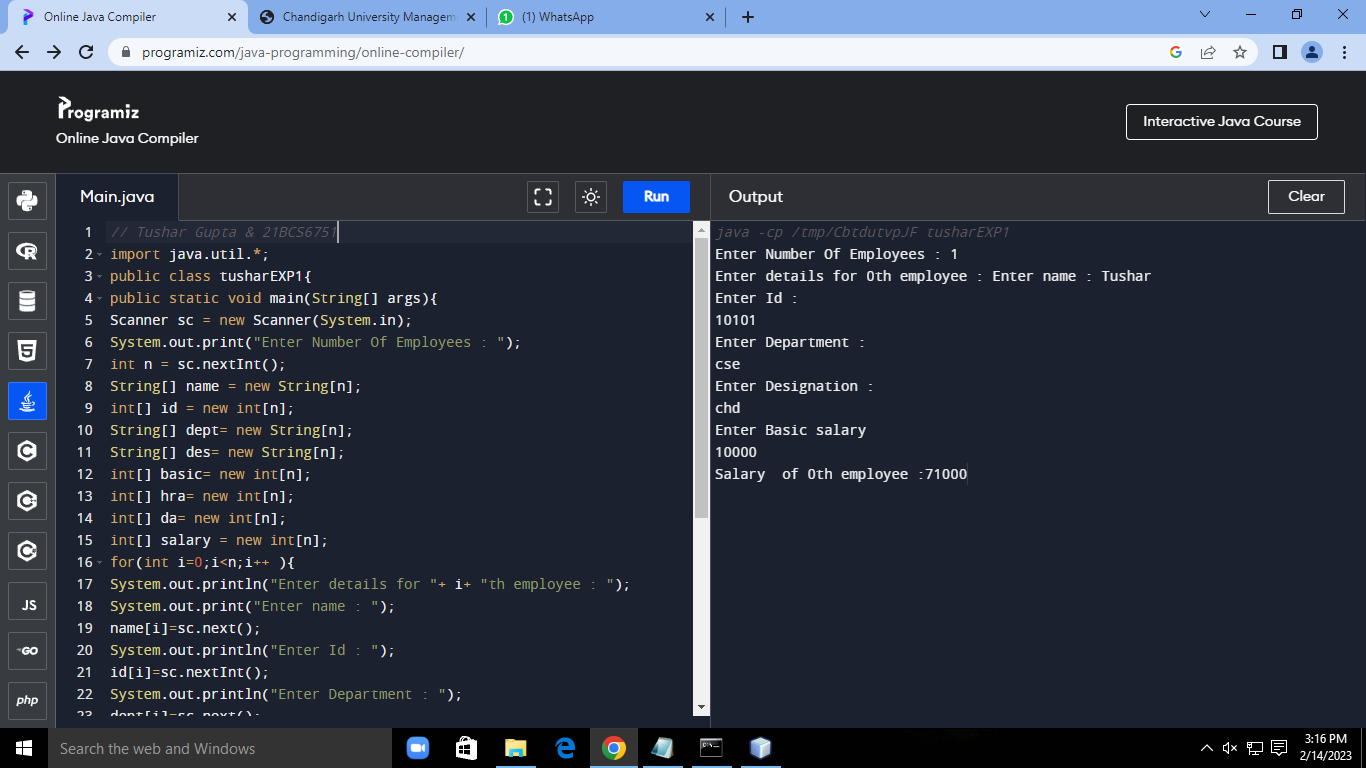 Online Java Compiler
Chandigarh University Managem
(1) WhatsApp
programiz.com/java-programming/online-compiler/
Programiz
Online Java Compiler
Interactive Java Course
Main.java
Run
Output
Clear
1 // Tushar Gupta & 21BCS6751
2 import java.util.*;
3 public class tusharEXP1{
4 public static void main(String[] args){
5 Scanner sc = new Scanner(System.in);
6 System.out.print("Enter Number Of Employees : ");
7 int n = sc.nextInt();
8 String[] name = new String[n];
9 int[] id = new int[n];
10 String[] dept= new String[n];
11 String[] des= new String[n];
12 int[] basic= new int[n];
13 int[] hra= new int[n];
14 int[] da= new int[n];
15 int[] salary = new int[n];
16 for(int i=0;i<n;i++ ){
17 System.out.println("Enter details for "+ i+ "th employee : ");
18 System.out.print("Enter name : ");
19 name[i]=sc.next();
20 System.out.println("Enter Id : ");
21 id[i]=sc.nextInt();
22 System.out.println("Enter Department : ");
23 dept[i]=sc.next();
java -cp /tmp/CbtdutvpJF tusharEXP1
Enter Number Of Employees : 1
Enter details for 0th employee : Enter name : Tushar
Enter Id :
10101
Enter Department :
cse
Enter Designation :
chd
Enter Basic salary
10000
Salary  of 0th employee :71000
JS
GO
php
Search the web and Windows
3:16 PM
2/14/2023